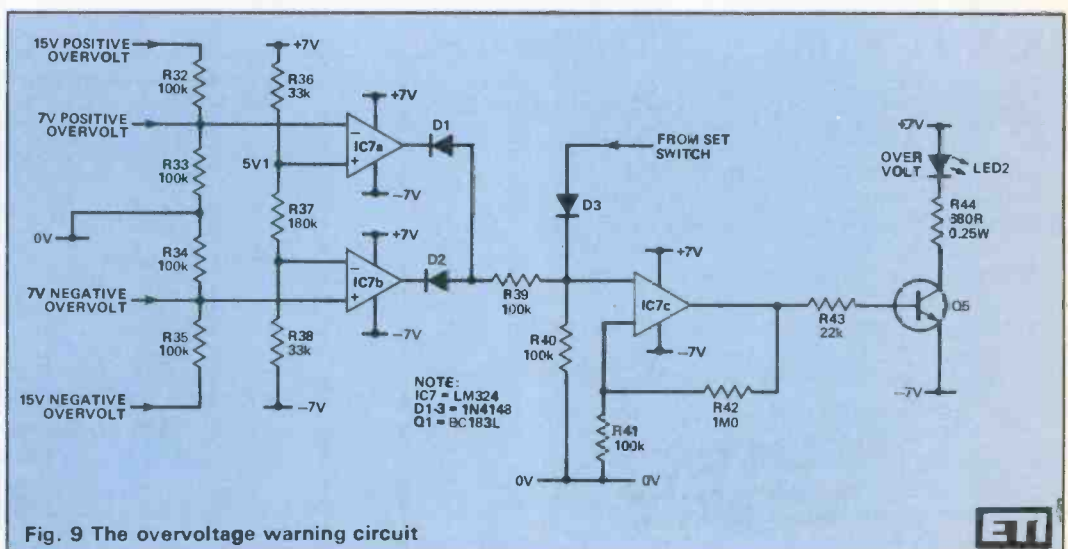 15V POSITIVE
OVERVOLT
R32
100k
7V POSITIVE
OVERVOLT
R33
100k
0V
R34
100k
7V NEGATIVE
OVERVOLT
R35
100k
15V NEGATIVE
OVERVOLT
+7V
R36
33k
5V1
R37
180k
R38
33k
-7V
+7V
-
IC7a
+
-7V
D1
+7V
-
IC7b
+
-7V
D2
NOTE:
IC7 = LM324
D1-3 = 1N4148
Q1 = BC183L
R39
100k
FROM SET
SWITCH
D3
R40
100k
+7V
IC7c
-7V
R41
100k
R42
1M0
0V
0V
R43
22k
+7V
OVER
VOLT
LED2
R44
680R
0.25W
Q5
-7V
Fig. 9 The overvoltage warning circuit
ETI